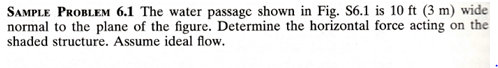 SAMPLE PROBLEM 6.1 The water passage shown in Fig. S6.1 is 10 ft (3 m) wide
normal to the plane of the figure. Determine the horizontal force acting on the
shaded structure. Assume ideal flow.